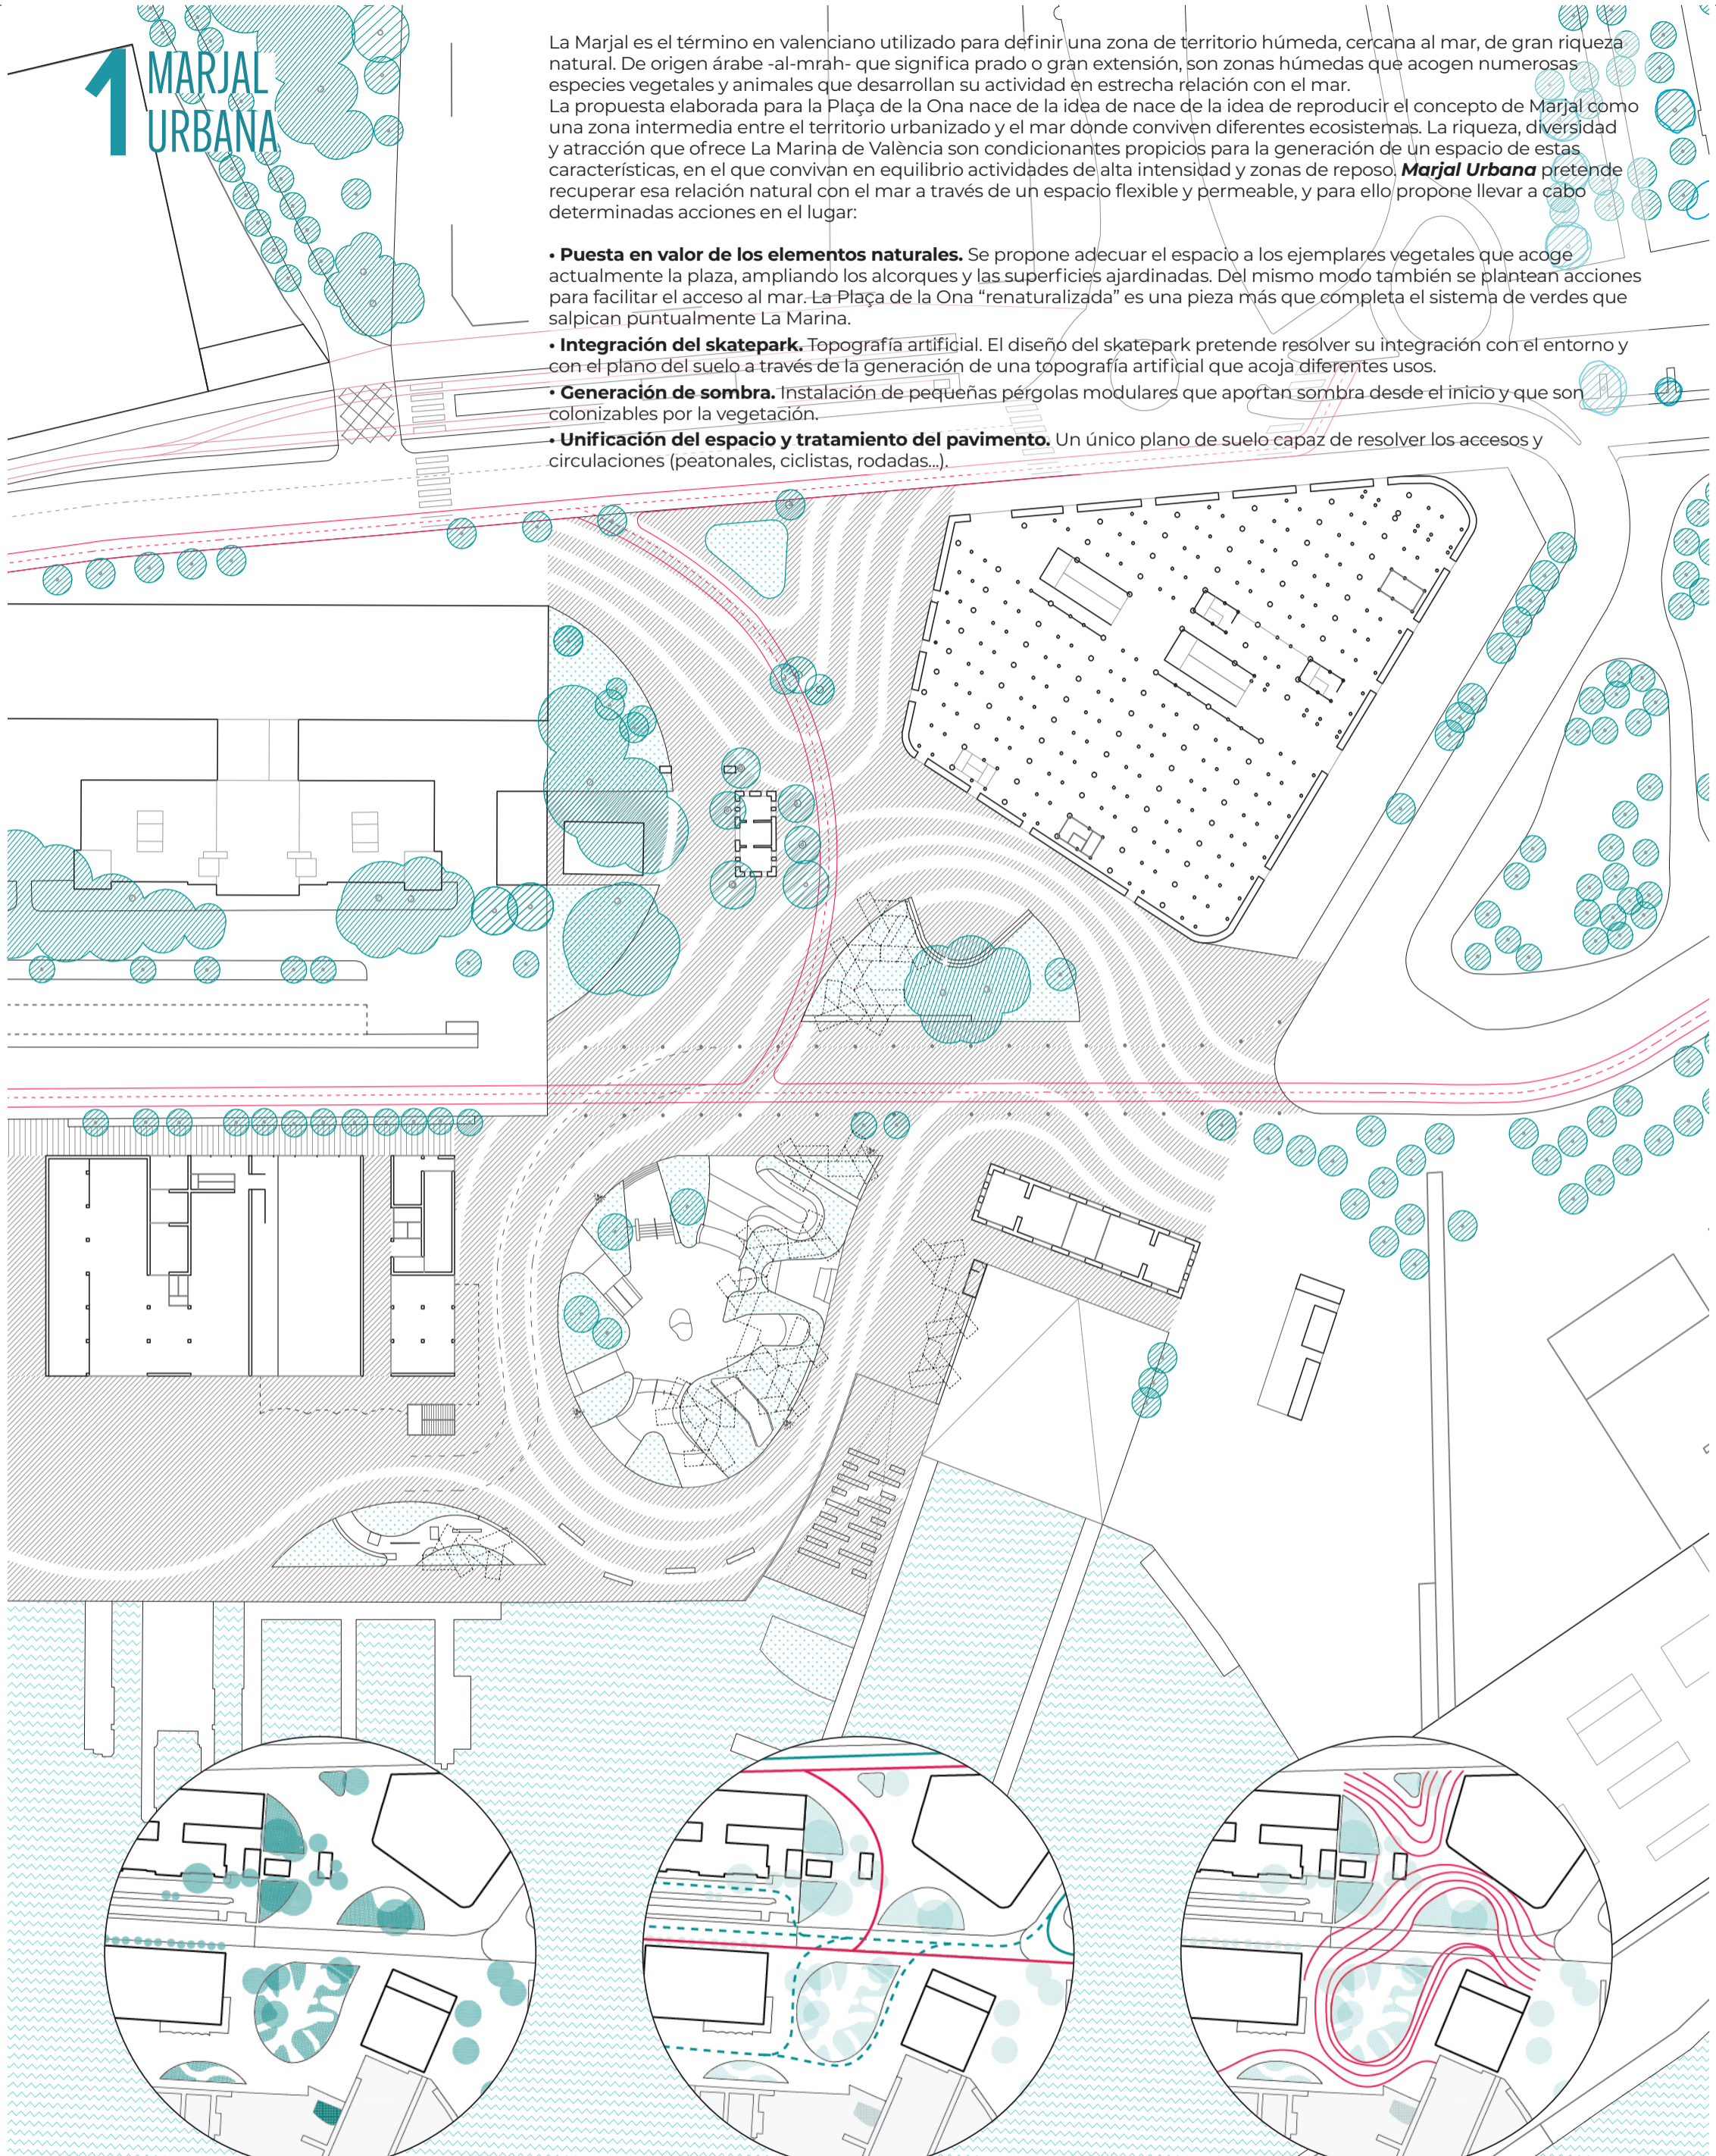 1 MARJAL
URBANA
La Marjal es el término en valenciano utilizado para definir una zona de territorio húmeda, cercana al mar, de gran riqueza
natural. De origen árabe -al-mrah- que significa prado o gran extensión, son zonas húmedas que acogen numerosas
especies vegetales y animales que desarrollan su actividad en estrecha relación con el mar.
La propuesta elaborada para la Plaça de la Ona nace de la idea de nace de la idea de reproducir el concepto de Marjal como
una zona intermedia entre el territorio urbanizado y el mar donde conviven diferentes ecosistemas. La riqueza, diversidad
y atracción que ofrece La Marina de València son condicionantes propicios para la generación de un espacio de estas
características, en el que convivan en equilibrio actividades de alta intensidad y zonas de reposo. Marjal Urbana pretende
recuperar esa relación natural con el mar a través de un espacio flexible y permeable, y para ello propone llevar a cabo
determinadas acciones en el lugar:
• Puesta en valor de los elementos naturales. Se propone adecuar el espacio a los ejemplares vegetales que acoge
actualmente la plaza, ampliando los alcorques y las superficies ajardinadas. Del mismo modo también se plantean acciones
para facilitar el acceso al mar. La Plaça de la Ona “renaturalizada” es una pieza más que completa el sistema de verdes que
salpican puntualmente La Marina.
• Integración del skatepark. Topografía artificial. El diseño del skatepark pretende resolver su integración con el entorno y
con el plano del suelo a través de la generación de una topografía artificial que acoja diferentes usos.
• Generación de sombra. Instalación de pequeñas pérgolas modulares que aportan sombra desde el inicio y que son
colonizables por la vegetación.
• Unificación del espacio y tratamiento del pavimento. Un único plano de suelo capaz de resolver los accesos y
circulaciones (peatonales, ciclistas, rodadas...).